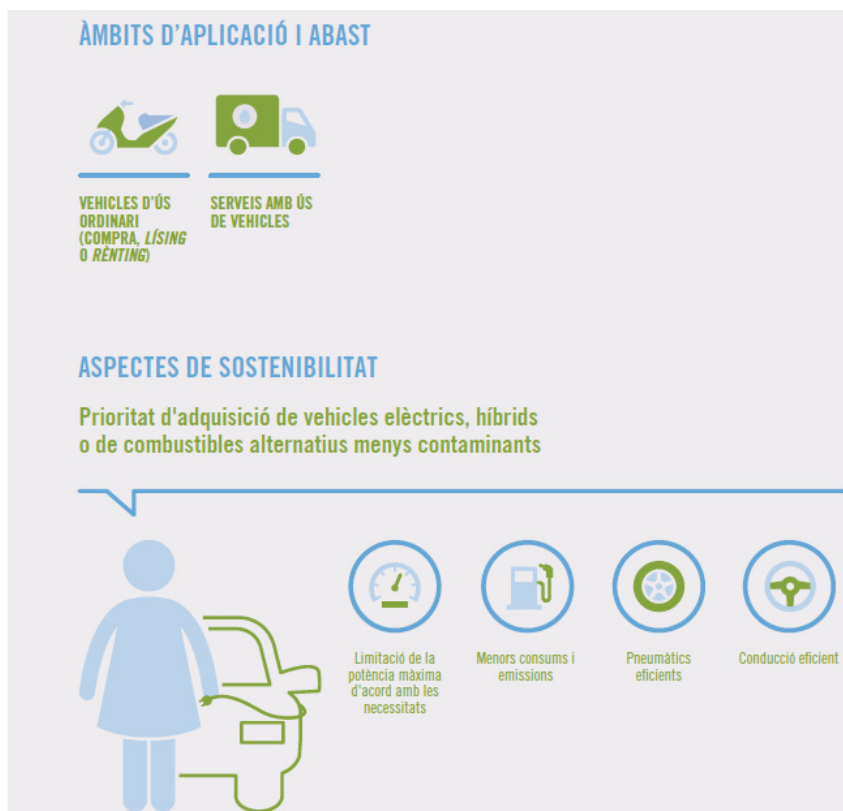 ÀMBITS D'APLICACIÓ I ABAST
VEHICLES D'ÚS
ORDINARI
(COMPRA, LÍSING
O RÈNTING)
SERVEIS AMB ÚS
DE VEHICLES
ASPECTES DE SOSTENIBILITAT
Prioritat d'adquisició de vehicles elèctrics, híbrids
o de combustibles alternatius menys contaminants
Limitació de la
potència màxima
d'acord amb les
necessitats
Menors consums i
emissions
Pneumàtics
eficients
Conducció eficient